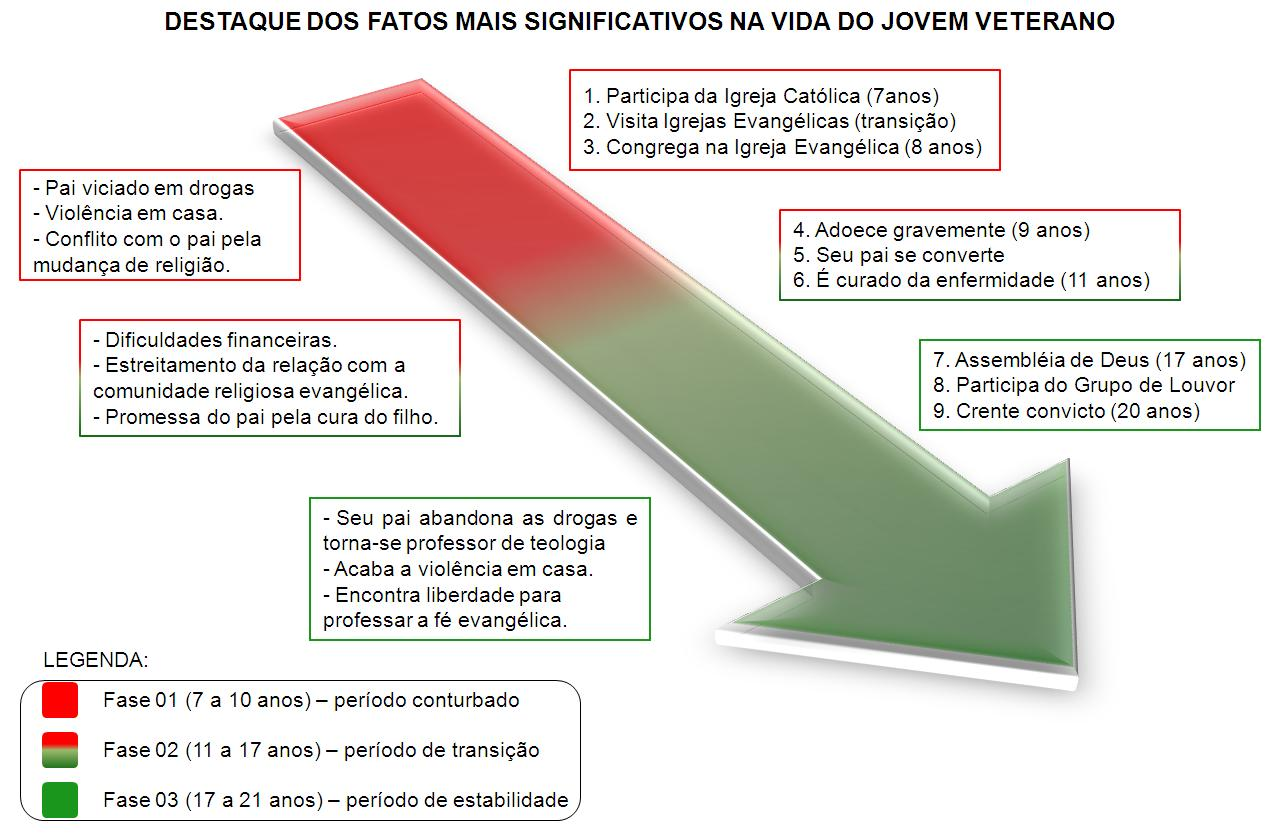 DESTAQUE DOS FATOS MAIS SIGNIFICATIVOS NA VIDA DO JOVEM VETERANO
1. Participa da Igreja Católica (7anos)
2. Visita Igrejas Evangélicas (transição)
3. Congrega na Igreja Evangélica (8 anos)
- Pai viciado em drogas
- Violência em casa.
- Conflito com o pai pela
mudança de religião.
4. Adoece gravemente (9 anos)
5. Seu pai se converte
6. É curado da enfermidade (11 anos)
- Dificuldades financeiras.
- Estreitamento da relação com a
comunidade religiosa evangélica.
- Promessa do pai pela cura do filho.
7. Assembléia de Deus (17 anos)
8. Participa do Grupo de Louvor
9. Crente convicto (20 anos)
- Seu pai abandona as drogas e
torna-se professor de teologia
- Acaba a violência em casa.
- Encontra liberdade para
professar a fé evangélica.
LEGENDA:
Fase 01 (7 a 10 anos) – período conturbado
Fase 02 (11 a 17 anos) – período de transição
Fase 03 (17 a 21 anos) – período de estabilidade